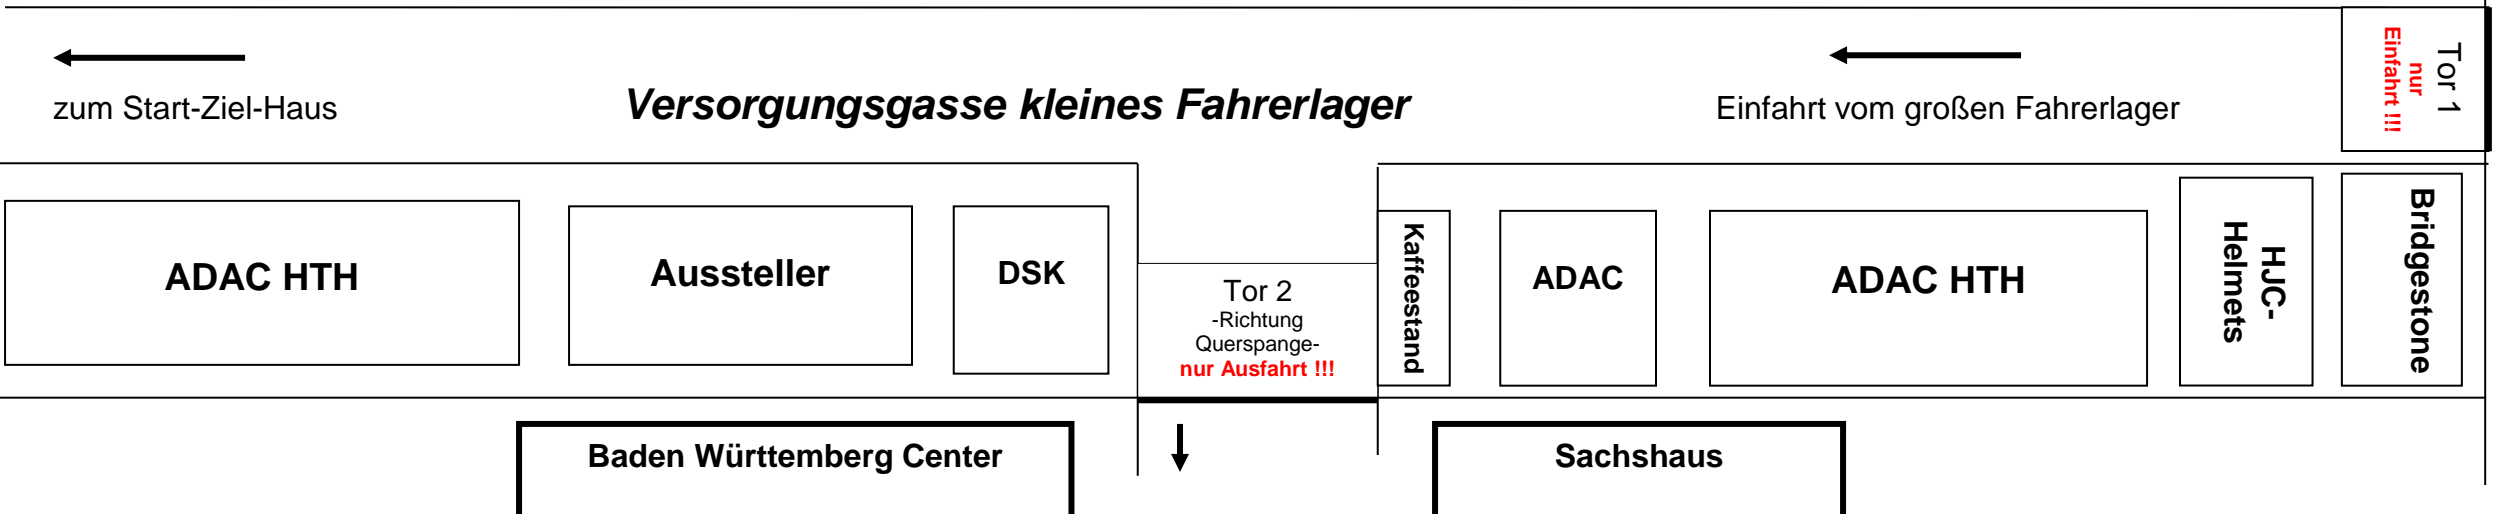 zum Start-Ziel-Haus
Versorgungsgasse kleines Fahrerlager
Einfahrt vom großen Fahrerlager
Tor 1
nur
Einfahrt !!!
ADAC HTH
Aussteller
DSK
Tor 2
-Richtung
Querspange-
nur Ausfahrt !!!
Kaffeestand
ADAC
ADAC HTH
HJC-
Helmets
Bridgestone
Baden Württemberg Center
Sachshaus